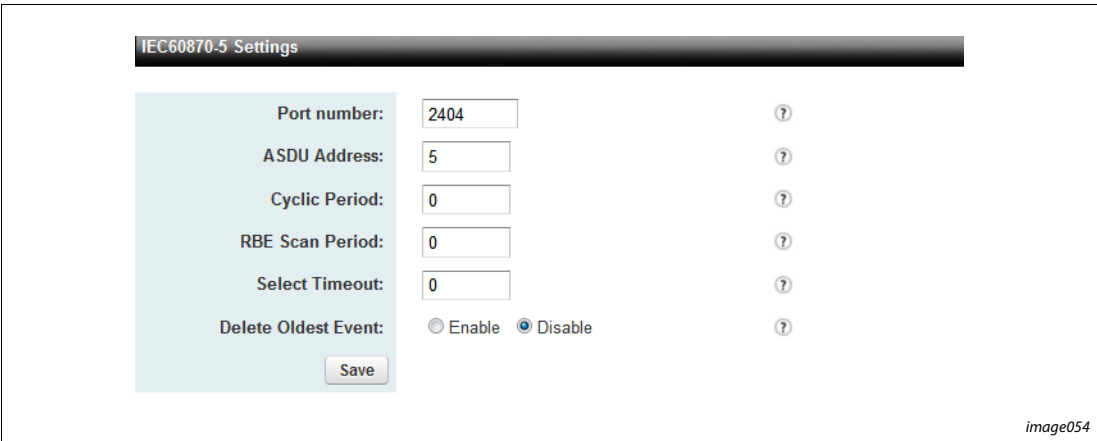 IEC60870-5 Settings
Port number: 2404 ?
ASDU Address: 5 ?
Cyclic Period: 0 ?
RBE Scan Period: 0 ?
Select Timeout: 0 ?
Delete Oldest Event: Enable Disable ?
Save
image054